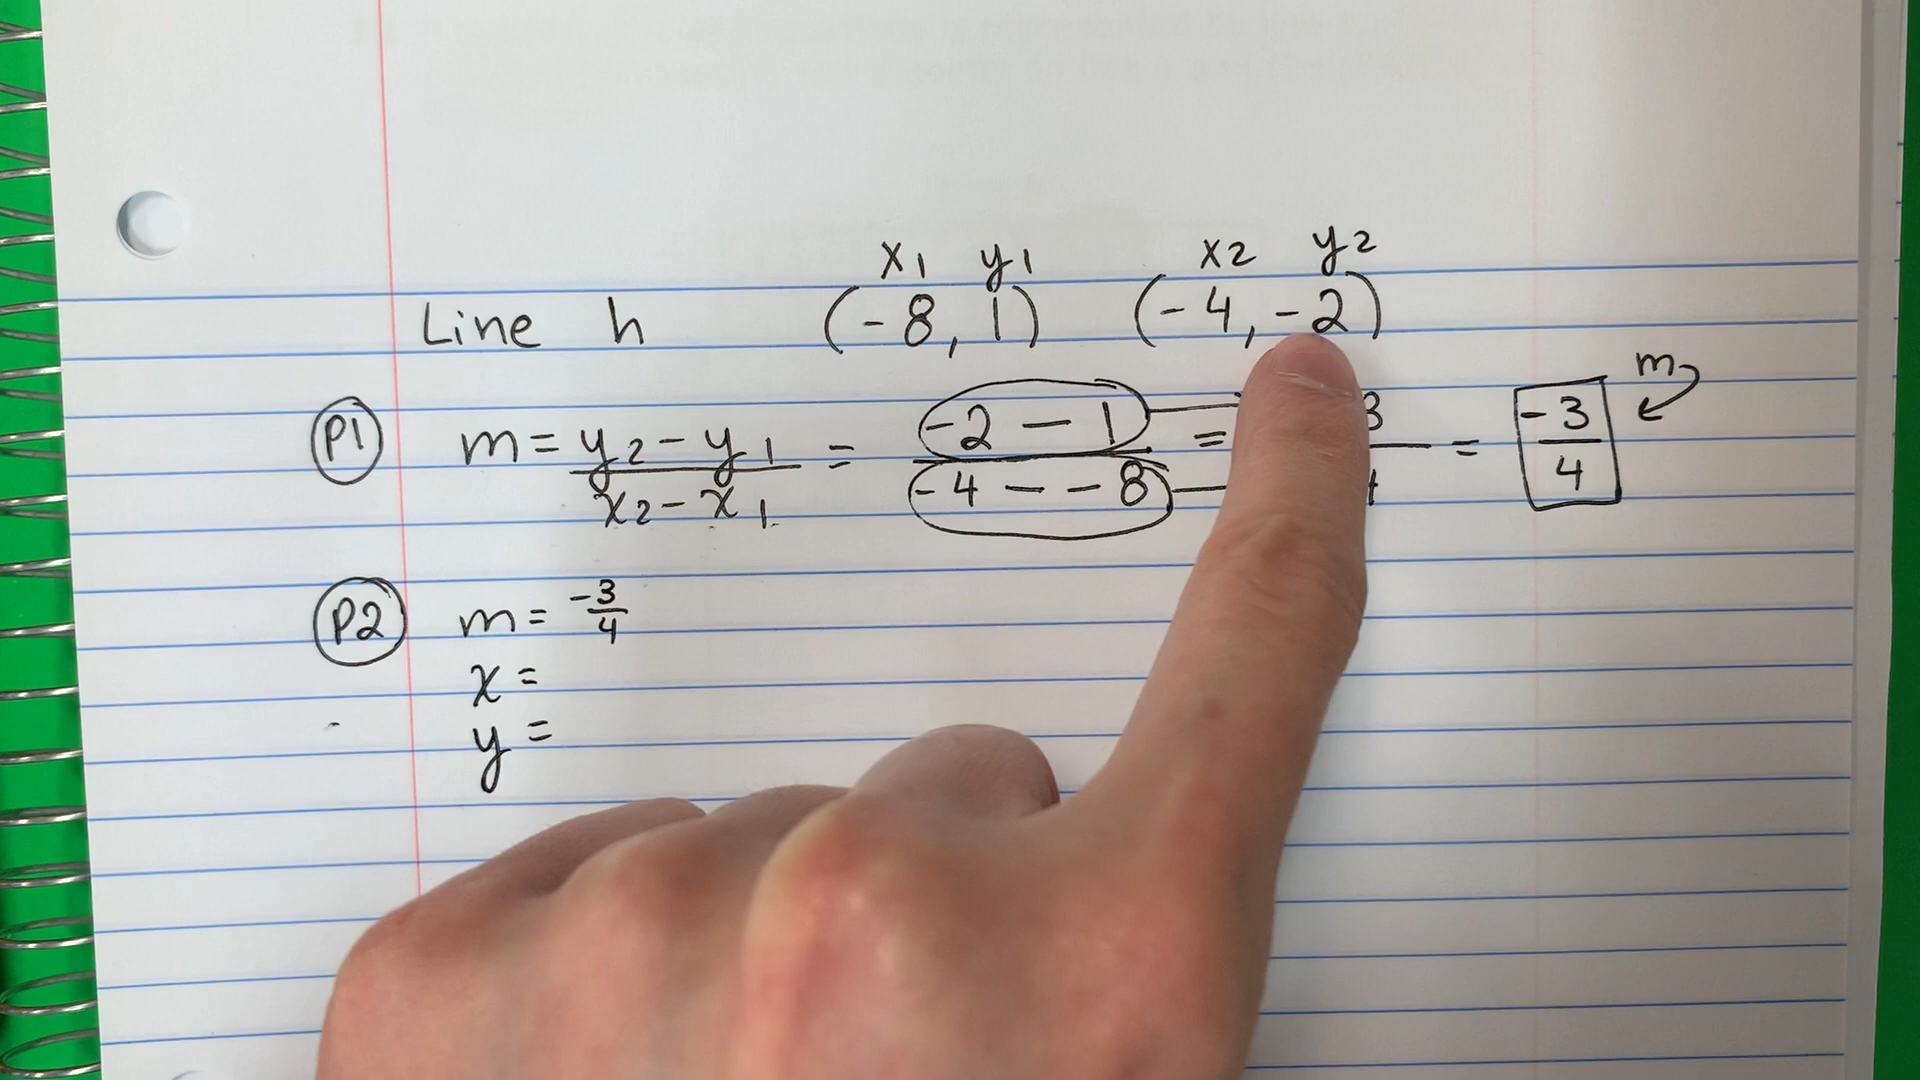 x1 y1 x2 y2
Line h (-8, 1) (-4, -2)
P1 m = y2 - y1 / x2 - x1 = -2 - 1 / -4 - -8 = 3 = -3/4 m
P2 m = -3/4
x =
y =